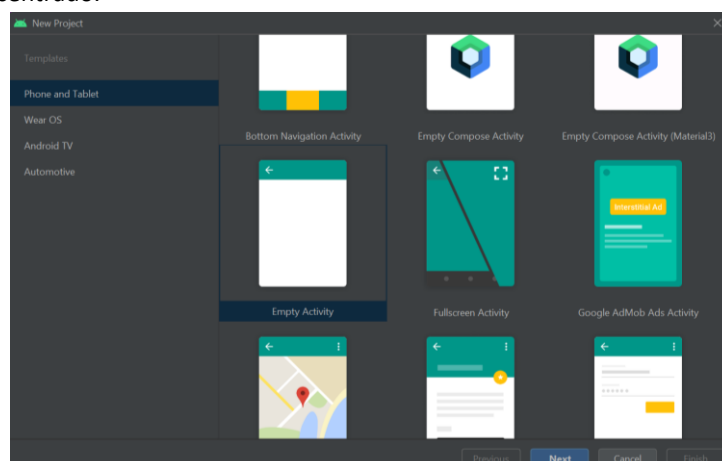 New Project
Templates
Phone and Tablet
Wear OS
Android TV
Automotive
Bottom Navigation Activity
Empty Compose Activity
Empty Compose Activity (Material3)
Interstitial Ad
Empty Activity
Fullscreen Activity
Google AdMob Ads Activity
Previous
Next
Cancel
Finish